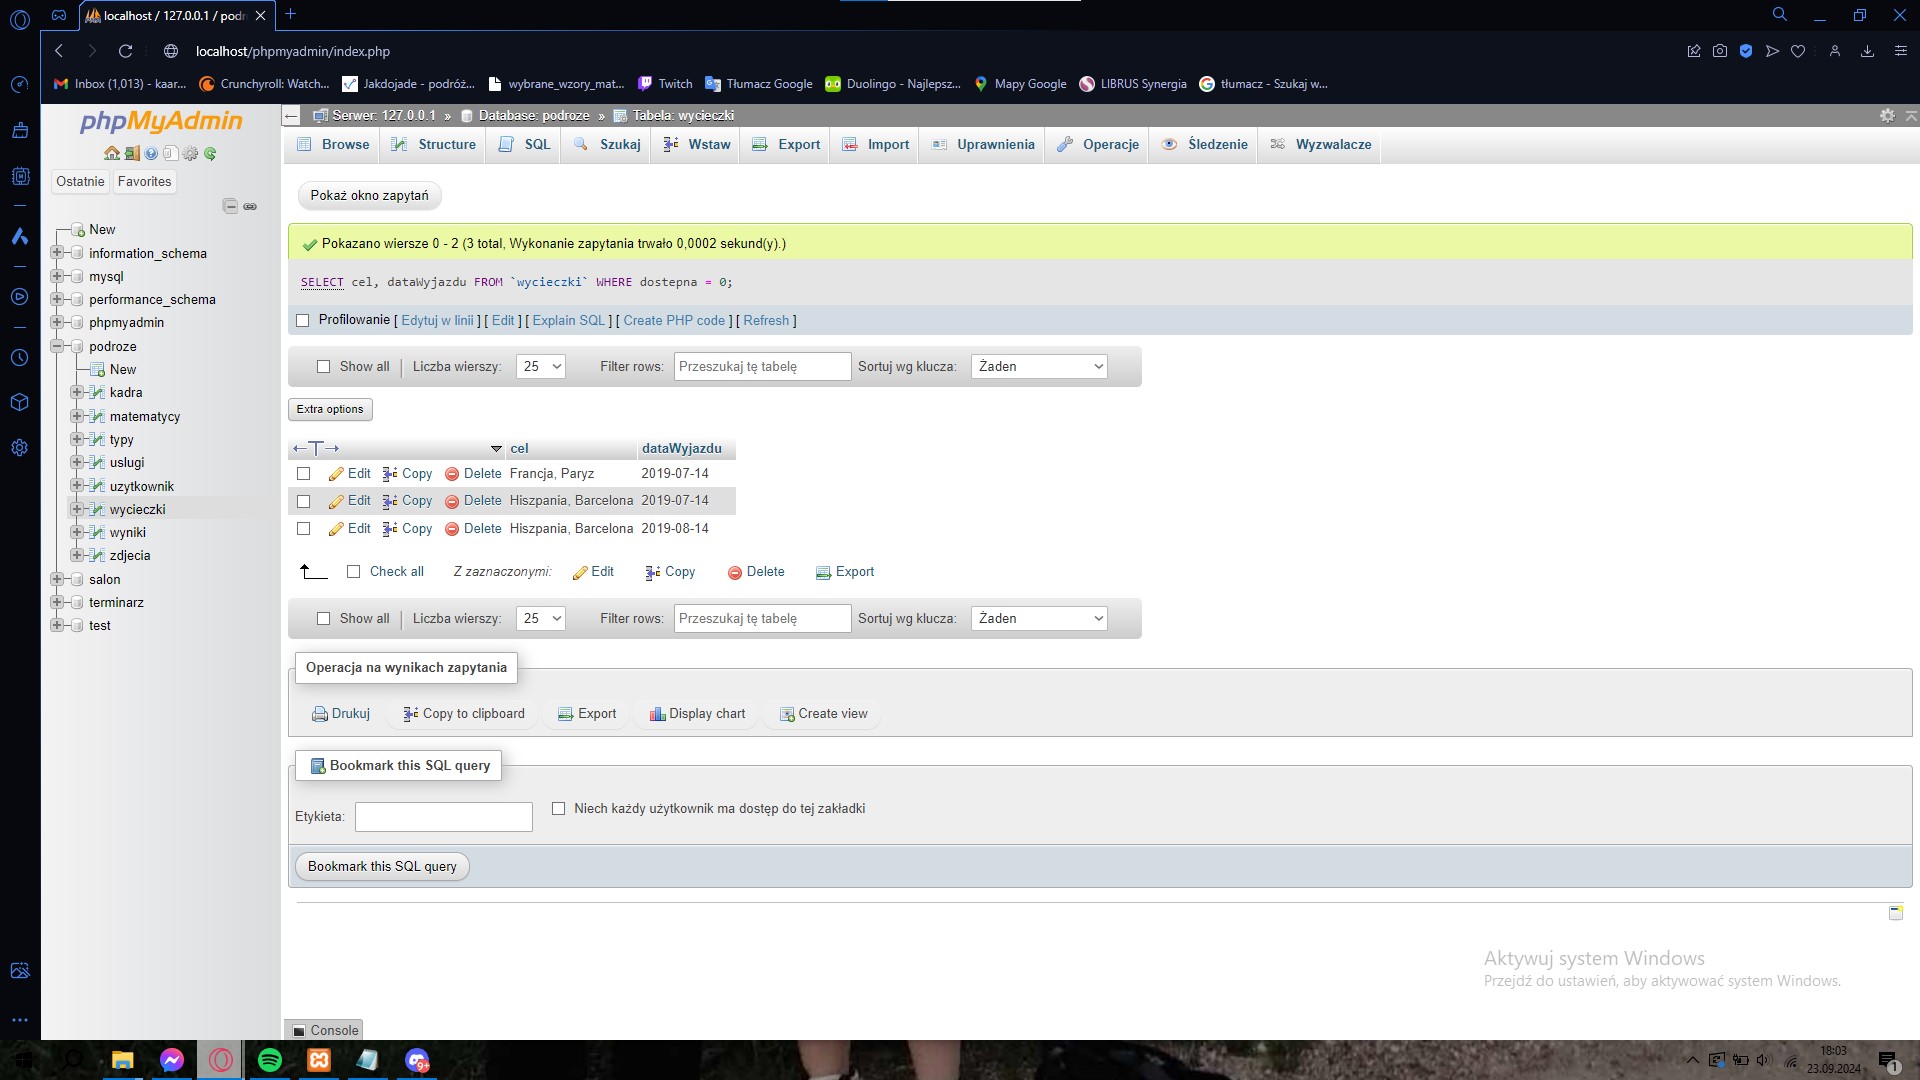 localhost / 127.0.0.1 / podr
localhost/phpmyadmin/index.php
Inbox (1,013) - kaar...
Crunchyroll: Watch...
Jakdojade - podróż...
wybrane_wzory_mat...
Twitch
Tłumacz Google
Duolingo - Najlepsz...
Mapy Google
LIBRUS Synergia
tłumacz - Szukaj w...
phpMyAdmin
Ostatnie
Favorites
New
information_schema
mysql
performance_schema
phpmyadmin
podroze
New
kadra
matematycy
typy
uslugi
uzytkownik
wycieczki
wyniki
zdjecia
salon
terminarz
test
Serwer: 127.0.0.1 » Database: podroze » Tabela: wycieczki
Browse
Structure
SQL
Szukaj
Wstaw
Export
Import
Uprawnienia
Operacje
Śledzenie
Wyzwalacze
Pokaż okno zapytań
Pokazano wiersze 0 - 2 (3 total, Wykonanie zapytania trwało 0,0002 sekund(y).)
SELECT cel, dataWyjazdu FROM `wycieczki` WHERE dostepna = 0;
Profilowanie [ Edytuj w linii ] [ Edit ] [ Explain SQL ] [ Create PHP code ] [ Refresh ]
Show all | Liczba wierszy: 25 Filter rows: Przeszukaj tę tabelę Sortuj wg klucza: Żaden
Extra options
cel dataWyjazdu
Edit Copy Delete Francja, Paryz 2019-07-14
Edit Copy Delete Hiszpania, Barcelona 2019-07-14
Edit Copy Delete Hiszpania, Barcelona 2019-08-14
Check all Z zaznaczonymi: Edit Copy Delete Export
Show all | Liczba wierszy: 25 Filter rows: Przeszukaj tę tabelę Sortuj wg klucza: Żaden
Operacja na wynikach zapytania
Drukuj Copy to clipboard Export Display chart Create view
Bookmark this SQL query
Etykieta:
Niech każdy użytkownik ma dostęp do tej zakładki
Bookmark this SQL query
Aktywuj system Windows
Przejdź do ustawień, aby aktywować system Windows.
Console
9+
18:03
23.09.2024
1